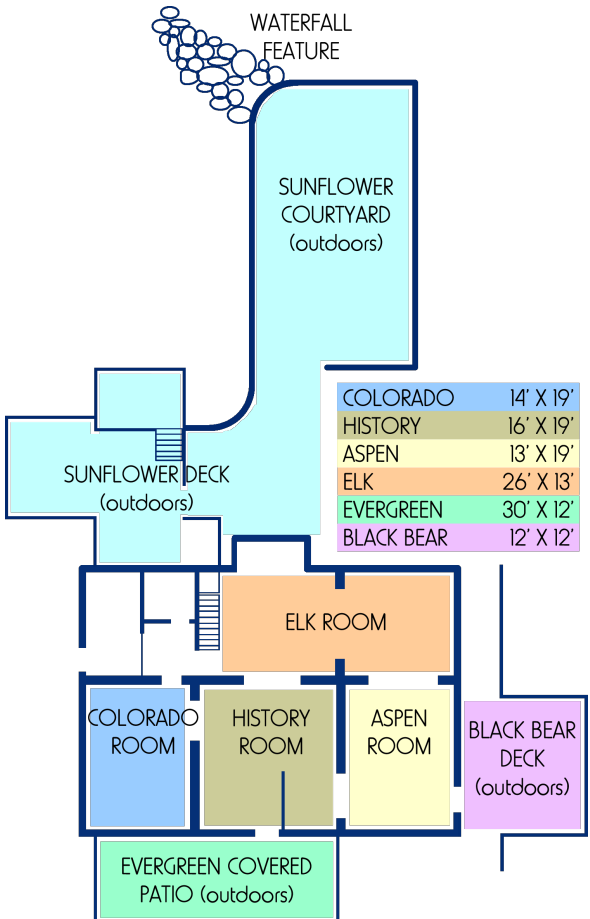 WATERFALL
FEATURE
SUNFLOWER
COURTYARD
(outdoors)
COLORADO 14' X 19'
HISTORY 16' X 19'
ASPEN 13' X 19'
ELK 26' X 13'
EVERGREEN 30' X 12'
BLACK BEAR 12' X 12'
SUNFLOWER DECK
(outdoors)
ELK ROOM
COLORADO
ROOM
HISTORY
ROOM
ASPEN
ROOM
BLACK BEAR
DECK
(outdoors)
EVERGREEN COVERED
PATIO (outdoors)